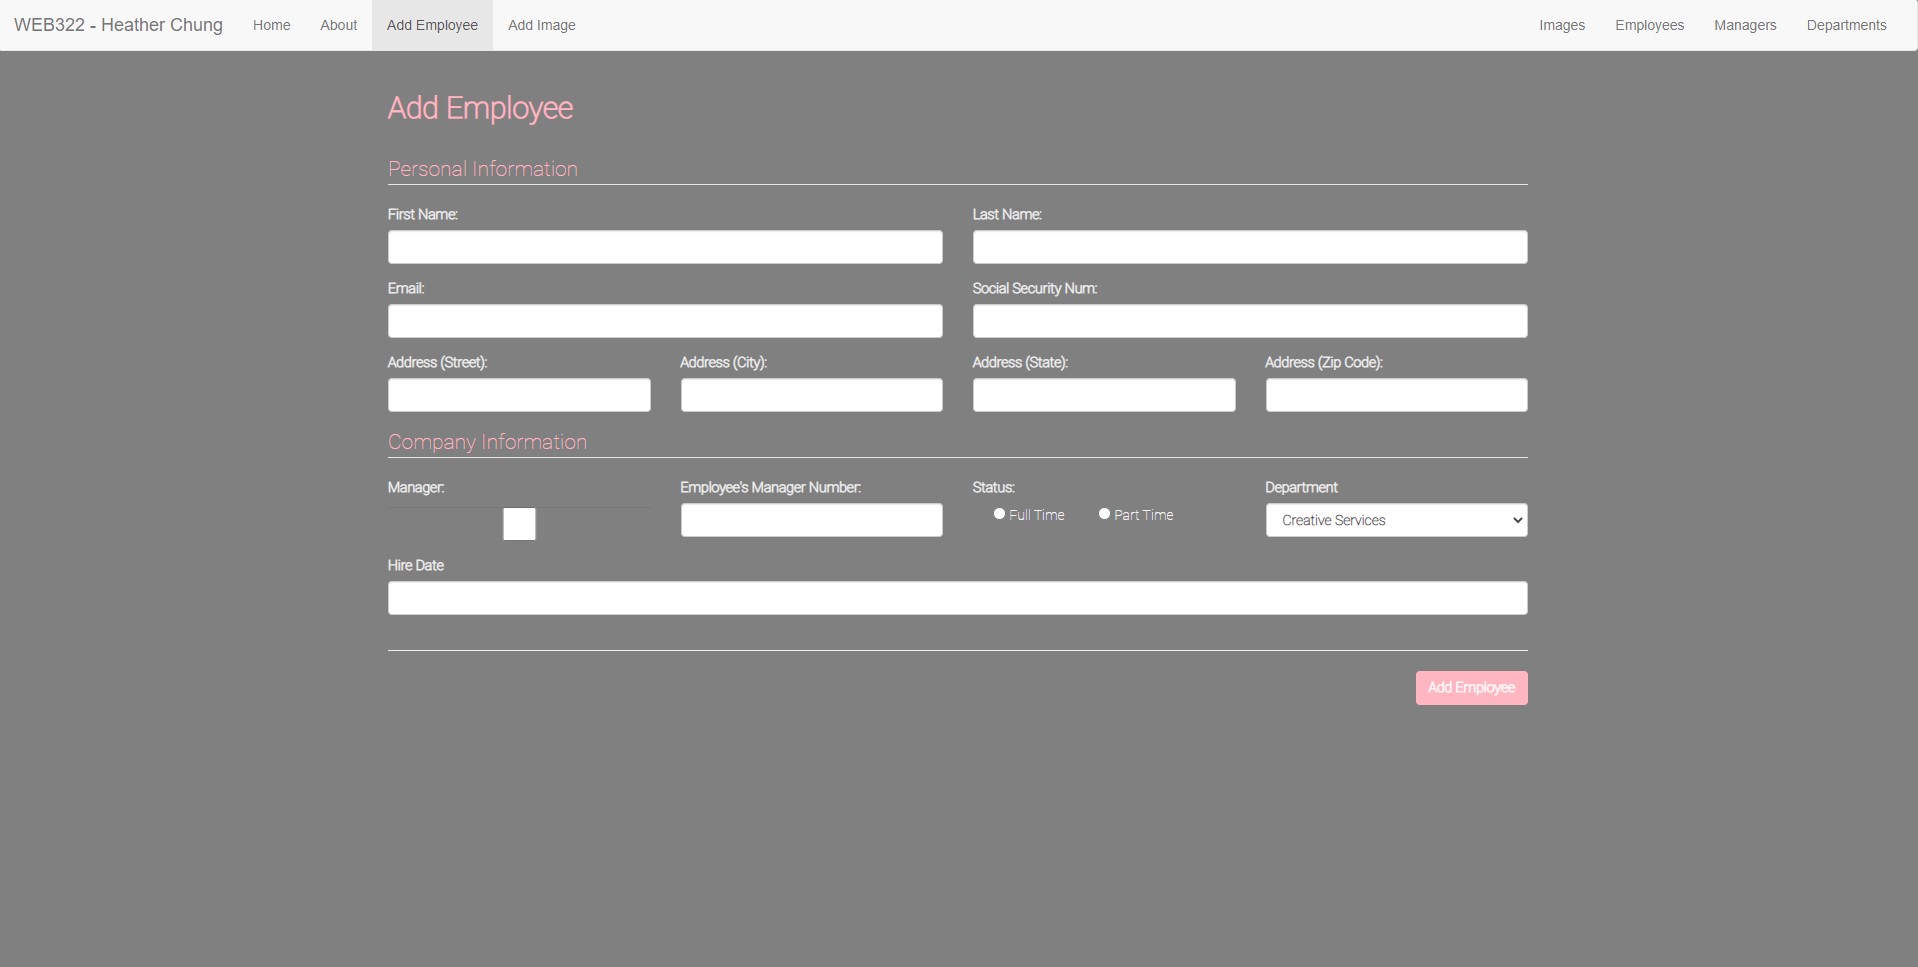 WEB322 - Heather Chung Home About Add Employee Add Image Images Employees Managers Departments
Add Employee
Personal Information
First Name: Last Name:
Email: Social Security Num:
Address (Street): Address (City): Address (State): Address (Zip Code):
Company Information
Manager: Employee's Manager Number: Status: Department
Full Time Part Time Creative Services
Hire Date
Add Employee